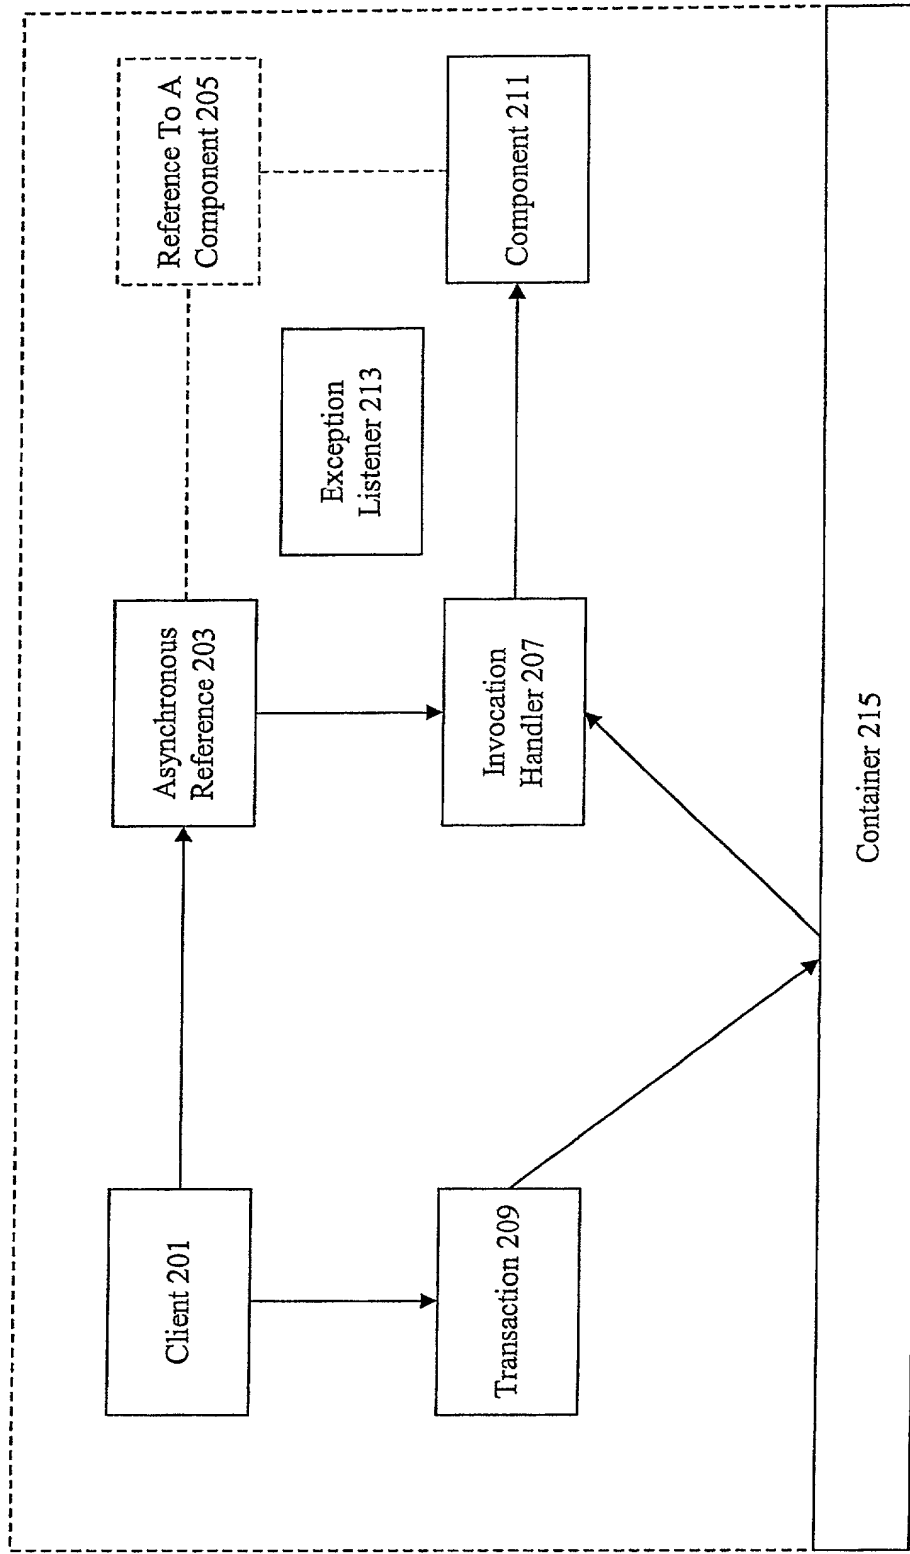 Client 201
Asynchronous
Reference 203
Reference To A
Component 205
Exception
Listener 213
Transaction 209
Invocation
Handler 207
Component 211
Container 215